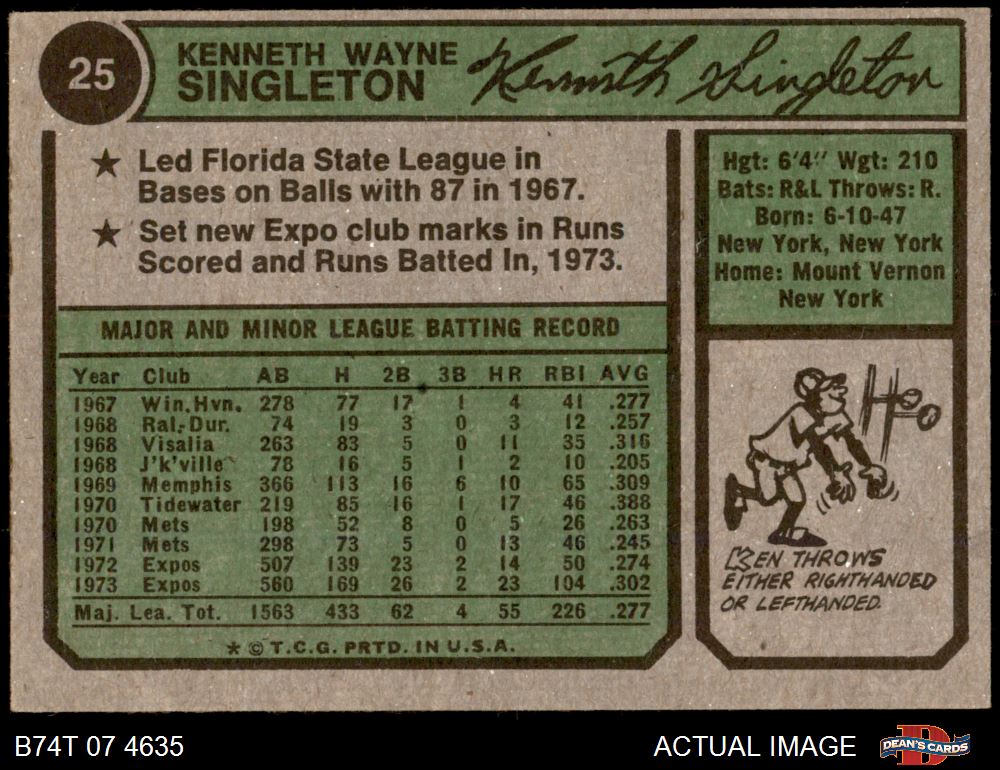 25
KENNETH WAYNE
SINGLETON
Kenneth Singleton
★ Led Florida State League in
Bases on Balls with 87 in 1967.
★ Set new Expo club marks in Runs
Scored and Runs Batted In, 1973.
MAJOR AND MINOR LEAGUE BATTING RECORD
Year Club AB H 2B 3B HR RBI AVG
1967 Win. Hvn. 278 77 17 1 4 41 .277
1968 Ral.-Dur. 74 19 3 0 3 12 .257
1968 Visalia 263 83 5 0 11 35 .316
1968 J'k'ville 78 16 5 1 2 10 .205
1969 Memphis 366 113 16 6 10 65 .309
1970 Tidewater 219 85 16 1 17 46 .388
1970 Mets 198 52 8 0 5 26 .263
1971 Mets 298 73 5 0 13 46 .245
1972 Expos 507 139 23 2 14 50 .274
1973 Expos 560 169 26 2 23 104 .302
Maj. Lea. Tot. 1563 433 62 4 55 226 .277
* © T.C.G. PRTD. IN U.S.A.
Hgt: 6'4" Wgt: 210
Bats: R&L Throws: R.
Born: 6-10-47
New York, New York
Home: Mount Vernon
New York
KEN THROWS
EITHER RIGHTHANDED
OR LEFTHANDED.
B74T 07 4635
ACTUAL IMAGE
D
DEAN'S CARDS